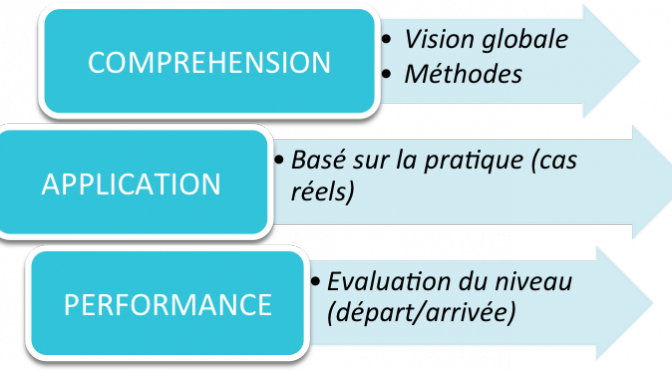 COMPREHENSION
• Vision globale
• Méthodes
APPLICATION
• Basé sur la pratique (cas
réels)
PERFORMANCE
• Evaluation du niveau
(départ/arrivée)